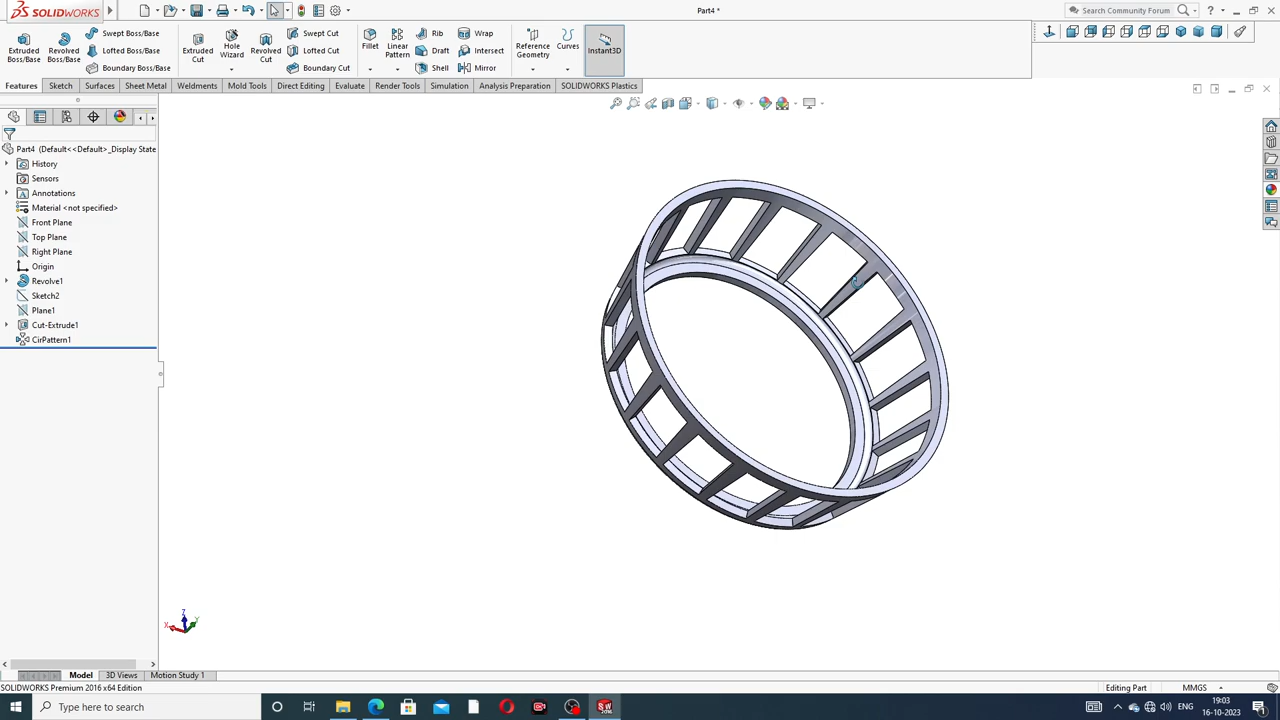 SOLIDWORKS
Part4 *
Search Community Forum
Extruded Boss/Base
Revolved Boss/Base
Swept Boss/Base
Lofted Boss/Base
Boundary Boss/Base
Extruded Cut
Hole Wizard
Revolved Cut
Swept Cut
Lofted Cut
Boundary Cut
Fillet
Linear Pattern
Rib
Draft
Shell
Wrap
Intersect
Mirror
Reference Geometry
Curves
Instant3D
Features Sketch Surfaces Sheet Metal Weldments Mold Tools Direct Editing Evaluate Render Tools Simulation Analysis Preparation SOLIDWORKS Plastics
Part4 (Default<<Default>_Display State
History
Sensors
Annotations
Material <not specified>
Front Plane
Top Plane
Right Plane
Origin
Revolve1
Sketch2
Plane1
Cut-Extrude1
CirPattern1
Z
X
Y
Model 3D Views Motion Study 1
SOLIDWORKS Premium 2016 x64 Edition
Editing Part MMGS
Type here to search
ENG
19:03
16-10-2023